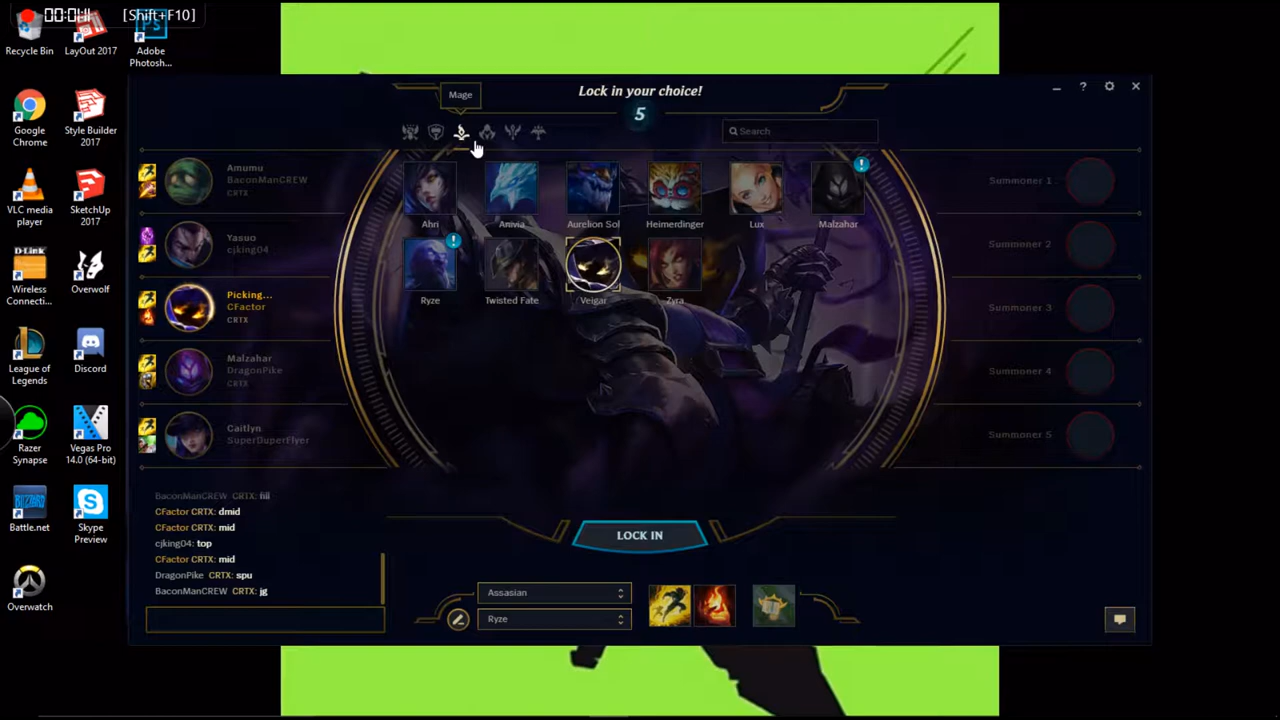 00:01:41 [Shift+F10]
Recycle Bin
LayOut 2017
Adobe
Photosh...
Google
Chrome
Style Builder
2017
VLC media
player
SketchUp
2017
D-Link
Wireless
Connecti...
Overwolf
League of
Legends
Discord
Razer
Synapse
Vegas Pro
14.0 (64-bit)
Battle.net
Skype
Preview
Overwatch
Mage
Lock in your choice!
5
Search
Amumu
BaconManCREW
CRTX
Yasuo
cjking04
Picking...
CFactor
CRTX
Malzahar
DragonPike
CRTX
Caitlyn
SuperDuperFlyer
Ahri
Anivia
Aurelion Sol
Heimerdinger
Lux
Malzahar
Ryze
Twisted Fate
Veigar
Zyra
Summoner 1
Summoner 2
Summoner 3
Summoner 4
Summoner 5
BaconManCREW CRTX: fill
CFactor CRTX: dmid
CFactor CRTX: mid
cjking04: top
CFactor CRTX: mid
DragonPike CRTX: spu
BaconManCREW CRTX: jg
LOCK IN
Assasian
Ryze